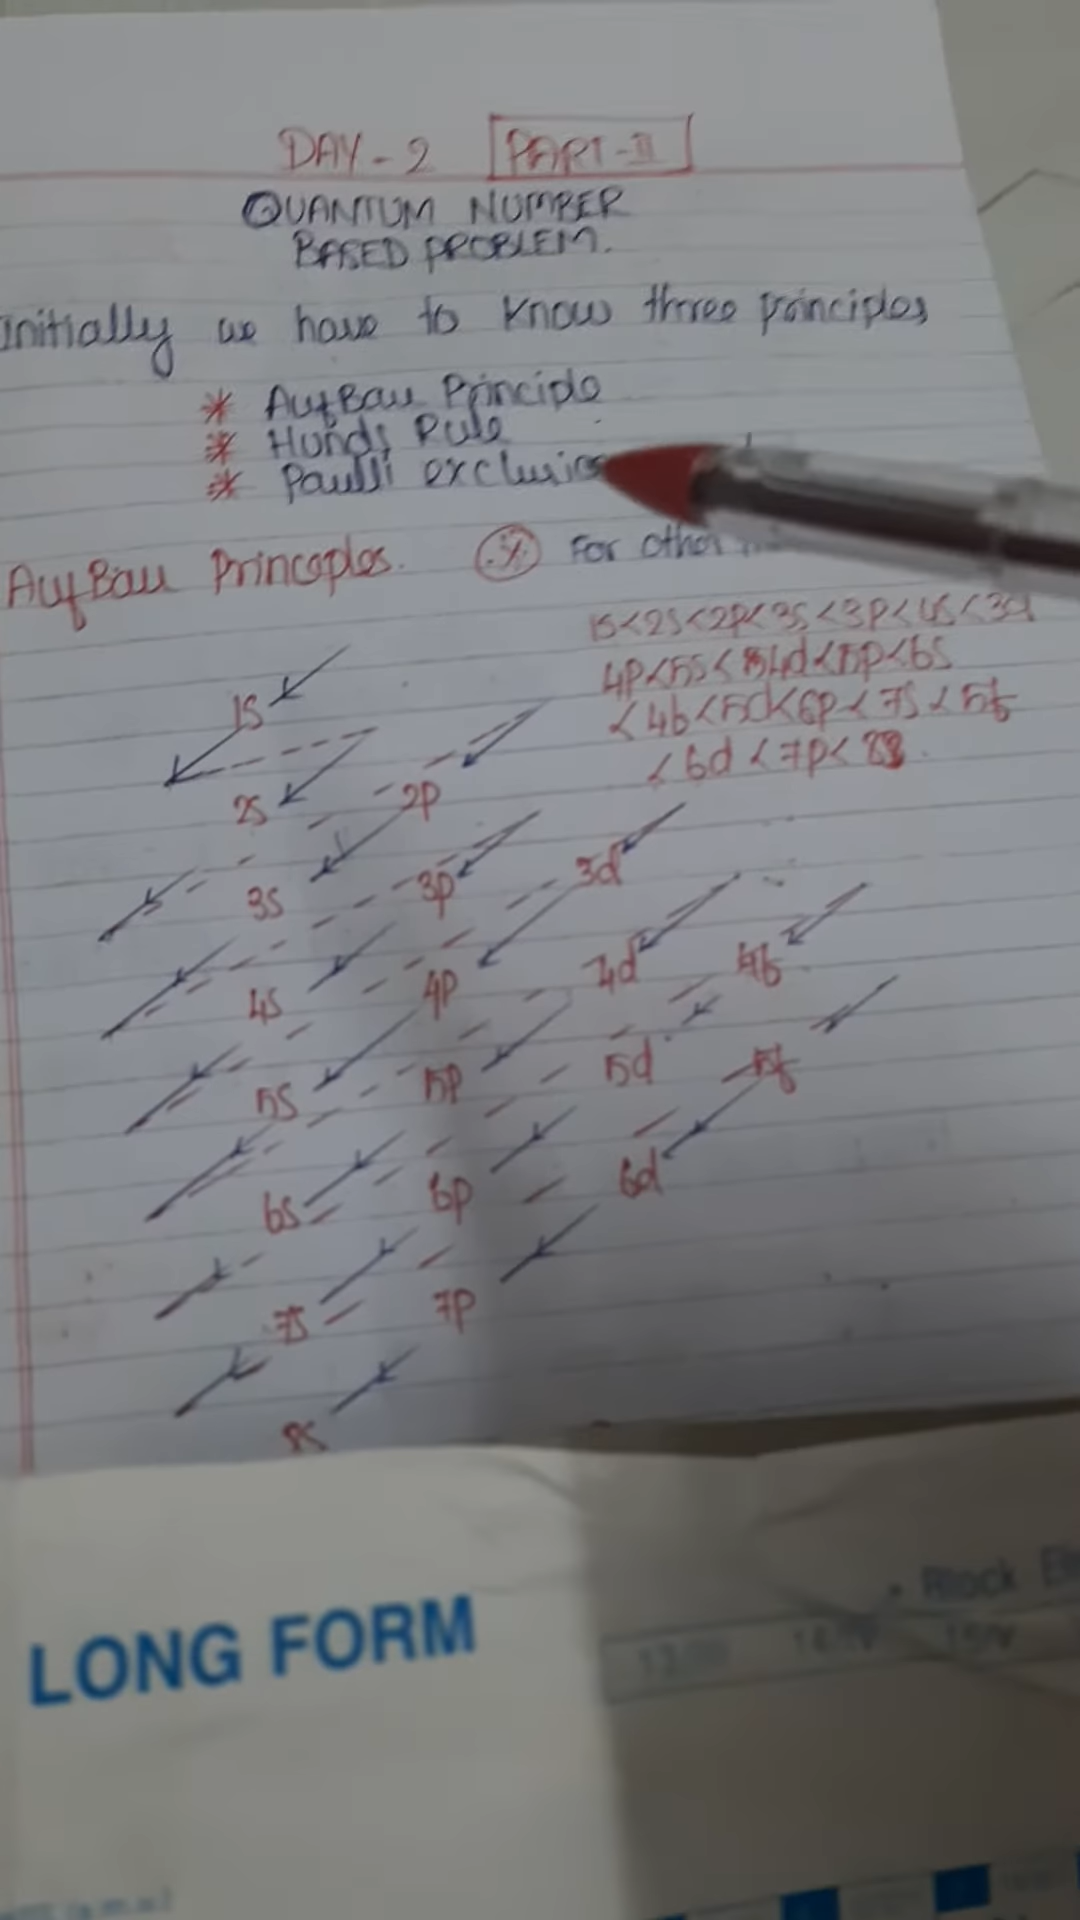 DAY - 2 PART-II
QUANTUM NUMBER
BASED PROBLEM.
initially we have to know three principles
* AufBau Principle
* Hunds Rule
* Paulli exclusion
AufBau Principles. For other
1s<2s<2p<3s<3p<4s<3d
4p<5s<4d<5p<6s
<4f<5d<6p<7s<5f
<6d<7p<8s.
1s
2s 2p
3s 3p 3d
4s 4p 4d 4f
5s 5p 5d 5f
6s 6p 6d
7s 7p
8s
LONG FORM
Block